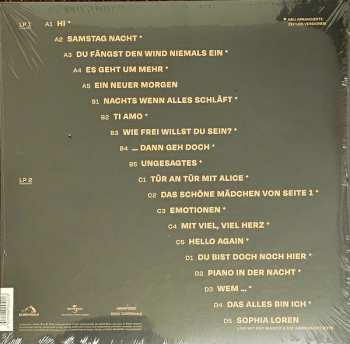 LP 1 A1 HI *
* NEU ARRANGIERTE
A2 SAMSTAG NACHT *
A3 DU FÄNGST DEN WIND NIEMALS EIN *
A4 ES GEHT UM MEHR *
A5 EIN NEUER MORGEN
B1 NACHTS WENN ALLES SCHLÄFT *
B2 TI AMO *
B3 WIE FREI WILLST DU SEIN? *
B4 ... DANN GEH DOCH *
B5 UNGESAGTES *
LP 2 C1 TÜR AN TÜR MIT ALICE *
C2 DAS SCHÖNE MÄDCHEN VON SEITE 1 *
C3 EMOTIONEN *
C4 MIT VIEL, VIEL HERZ *
C5 HELLO AGAIN *
D1 DU BIST DOCH NOCH HIER *
D2 PIANO IN DER NACHT *
D3 WEM ... *
D4 DAS ALLES BIN ICH *
D5 SOPHIA LOREN